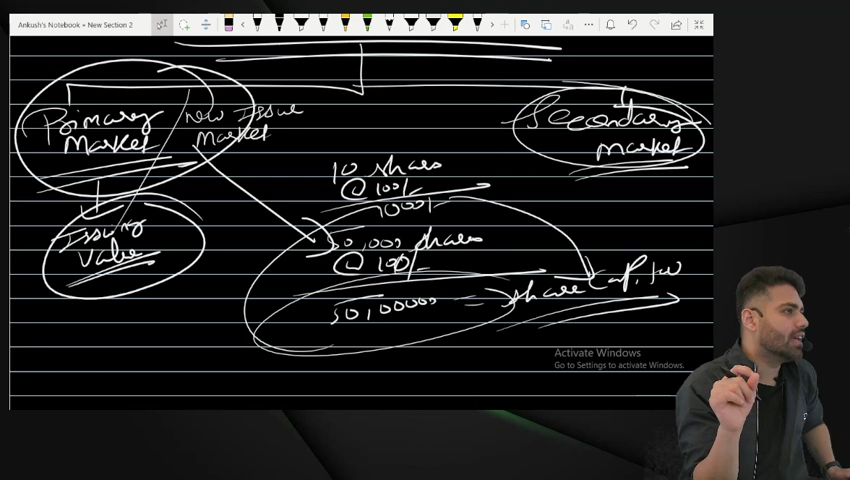 Ankush's Notebook • New Section 2
Primary
Market
New Issue
Market
Secondary
Market
Issuing
Value
10 shares
@ 100/-
1000/-
50,000 shares
@ 100/-
50,00000 = share Capital
Activate Windows
Go to Settings to activate Windows.